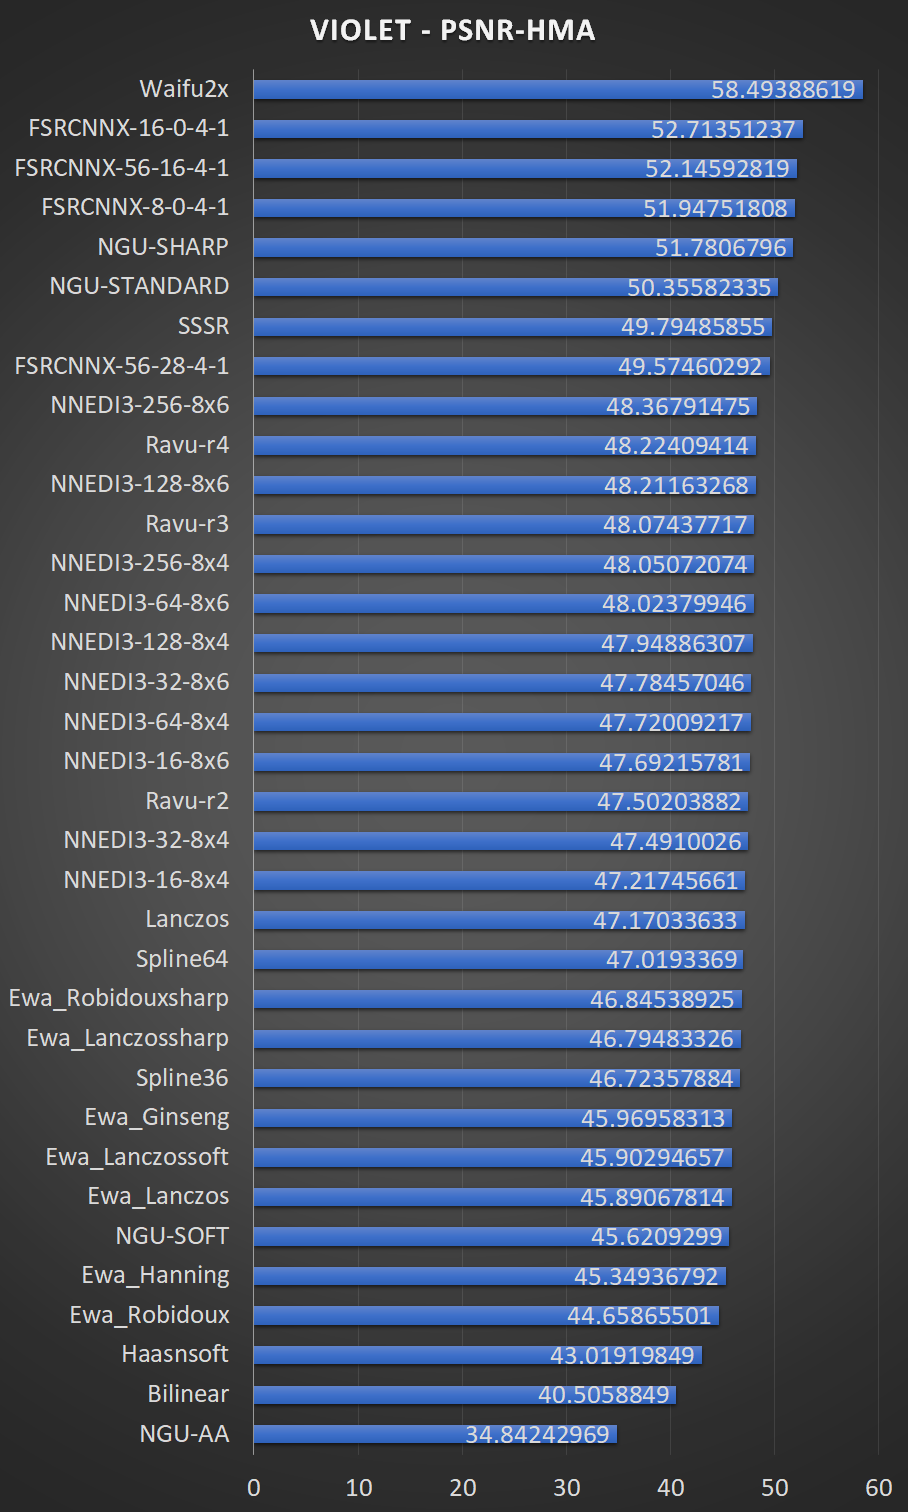 VIOLET - PSNR-HMA
Waifu2x 58.49388619
FSRCNNX-16-0-4-1 52.71351237
FSRCNNX-56-16-4-1 52.14592819
FSRCNNX-8-0-4-1 51.94751808
NGU-SHARP 51.7806796
NGU-STANDARD 50.35582335
SSSR 49.79485855
FSRCNNX-56-28-4-1 49.57460292
NNEDI3-256-8x6 48.36791475
Ravu-r4 48.22409414
NNEDI3-128-8x6 48.21163268
Ravu-r3 48.07437717
NNEDI3-256-8x4 48.05072074
NNEDI3-64-8x6 48.02379946
NNEDI3-128-8x4 47.94886307
NNEDI3-32-8x6 47.78457046
NNEDI3-64-8x4 47.72009217
NNEDI3-16-8x6 47.69215781
Ravu-r2 47.50203882
NNEDI3-32-8x4 47.4910026
NNEDI3-16-8x4 47.21745661
Lanczos 47.17033633
Spline64 47.0193369
Ewa_Robidouxsharp 46.84538925
Ewa_Lanczossharp 46.79483326
Spline36 46.72357884
Ewa_Ginseng 45.96958313
Ewa_Lanczossoft 45.90294657
Ewa_Lanczos 45.89067814
NGU-SOFT 45.6209299
Ewa_Hanning 45.34936792
Ewa_Robidoux 44.65865501
Haasnsoft 43.01919849
Bilinear 40.5058849
NGU-AA 34.84242969
0 10 20 30 40 50 60